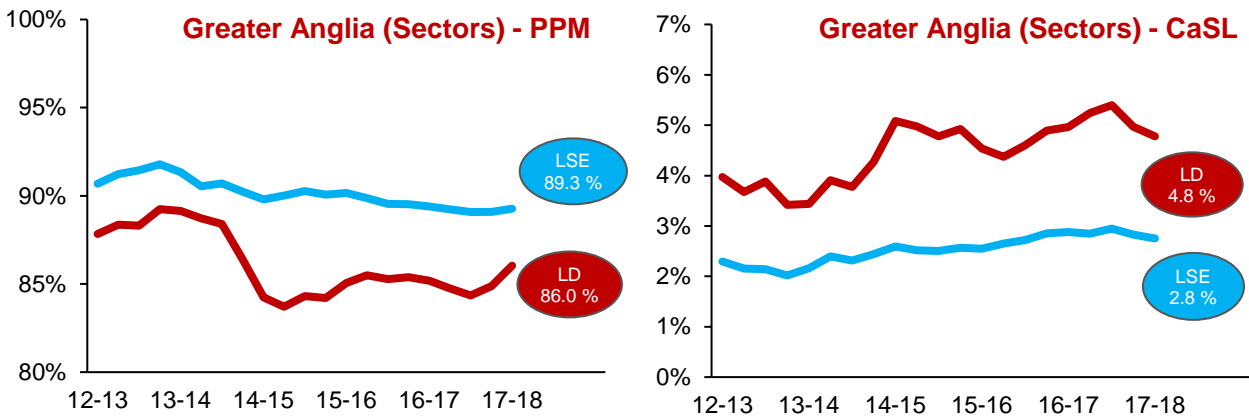 Greater Anglia (Sectors) - PPM
100%
95%
90%
85%
80%
LSE
89.3 %
LD
86.0 %
12-13 13-14 14-15 15-16 16-17 17-18
Greater Anglia (Sectors) - CaSL
7%
6%
5%
4%
3%
2%
1%
0%
LD
4.8 %
LSE
2.8 %
12-13 13-14 14-15 15-16 16-17 17-18